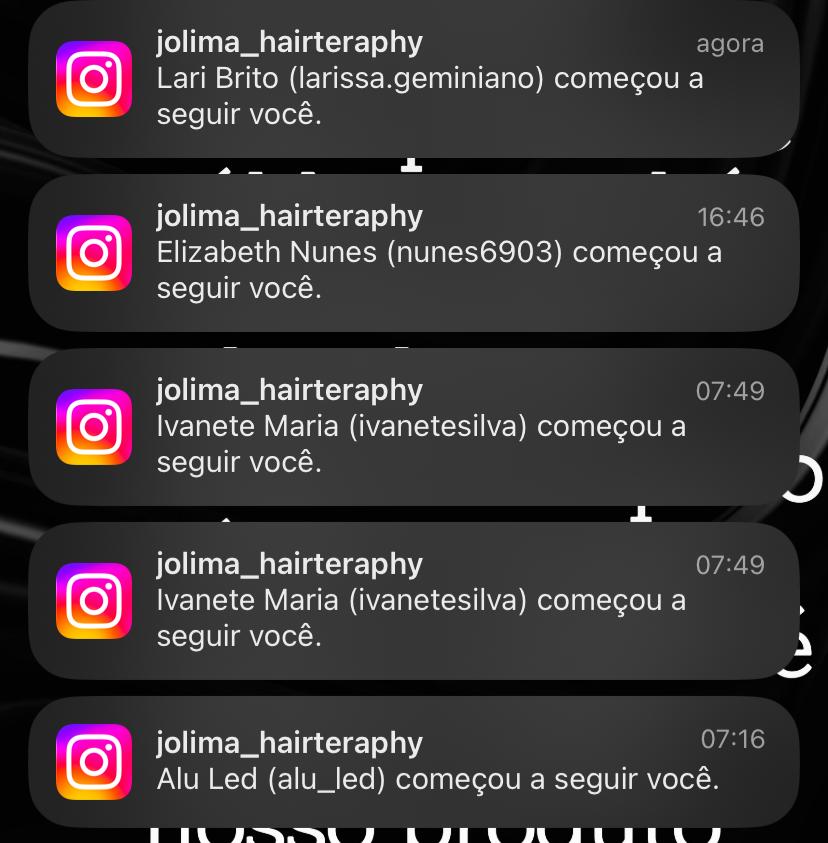 jolima_hairteraphy
agora
Lari Brito (larissa.geminiano) começou a
seguir você.
jolima_hairteraphy
16:46
Elizabeth Nunes (nunes6903) começou a
seguir você.
jolima_hairteraphy
07:49
Ivanete Maria (ivanetesilva) começou a
seguir você.
jolima_hairteraphy
07:49
Ivanete Maria (ivanetesilva) começou a
seguir você.
jolima_hairteraphy
07:16
Alu Led (alu_led) começou a seguir você.
nosso produto